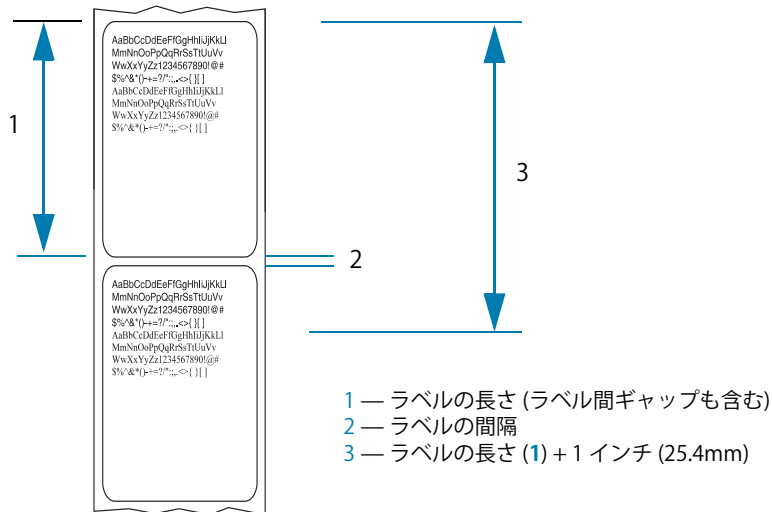 AaBbCcDdEeFfGgHhIiJjKkLl
MmNnOoPpQqRrSsTtUuVv
WwXxYyZz1234567890!@#
$%^&*()-+=?/":;,.<>{ }[ ]
AaBbCcDdEeFfGgHhIiJjKkLl
MmNnOoPpQqRrSsTtUuVv
WwXxYyZz1234567890!@#
$%^&*()-+=?/":;,.<>{ }[ ]
1
3
2
AaBbCcDdEeFfGgHhIiJjKkLl
MmNnOoPpQqRrSsTtUuVv
WwXxYyZz1234567890!@#
$%^&*()-+=?/":;,.<>{ }[ ]
AaBbCcDdEeFfGgHhIiJjKkLl
MmNnOoPpQqRrSsTtUuVv
WwXxYyZz1234567890!@#
$%^&*()-+=?/":;,.<>{ }[ ]
1 — ラベルの長さ (ラベル間ギャップも含む)
2 — ラベルの間隔
3 — ラベルの長さ (1) + 1 インチ (25.4mm)